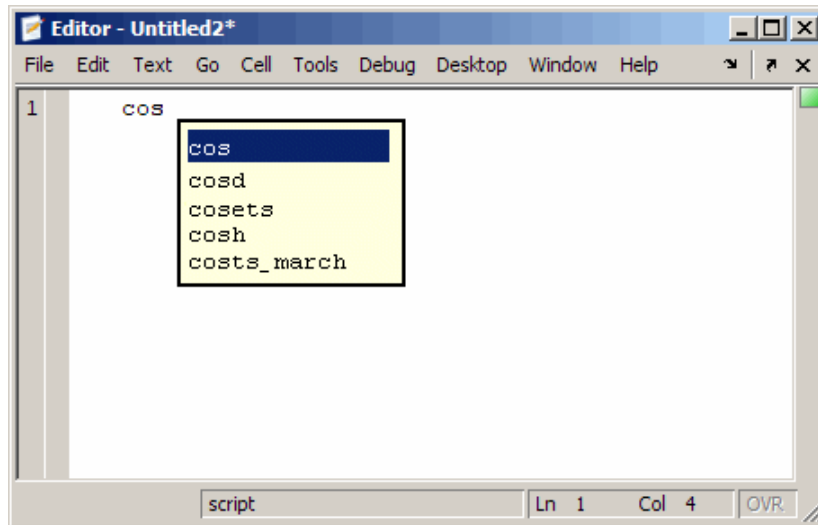 Editor - Untitled2*
File Edit Text Go Cell Tools Debug Desktop Window Help
1 cos
cos
cosd
cosets
cosh
costs_march
script Ln 1 Col 4 OVR